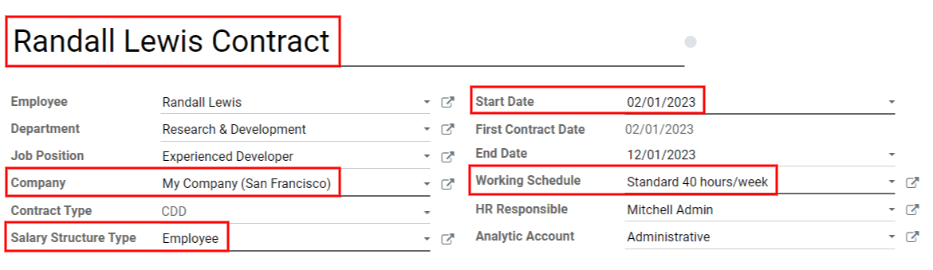 Randall Lewis Contract
Employee Randall Lewis
Department Research & Development
Job Position Experienced Developer
Company My Company (San Francisco)
Contract Type CDD
Salary Structure Type Employee
Start Date 02/01/2023
First Contract Date 02/01/2023
End Date 12/01/2023
Working Schedule Standard 40 hours/week
HR Responsible Mitchell Admin
Analytic Account Administrative